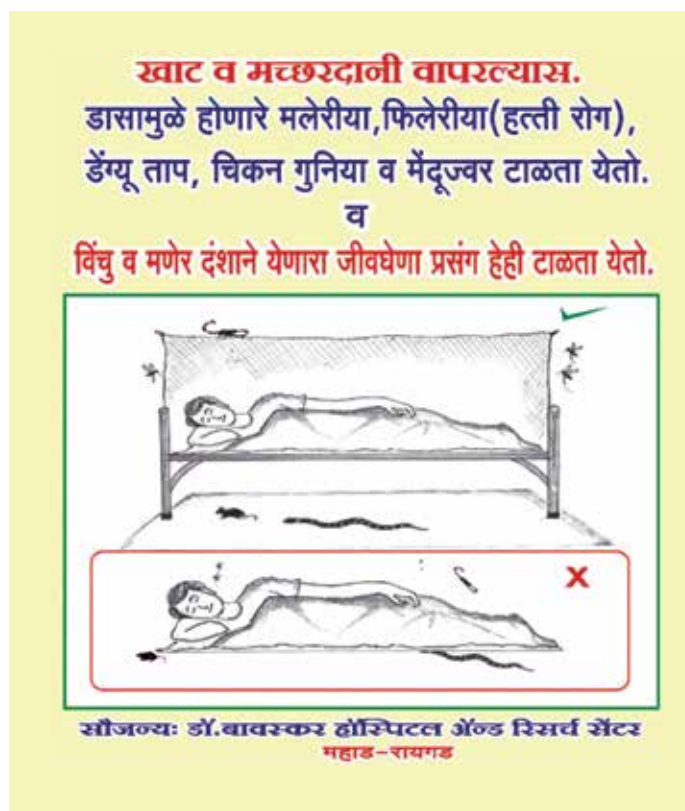 खाट व मच्छरदानी वापरल्यास.
डासामुळे होणारे मलेरीया,फिलेरीया(हत्ती रोग),
डेंग्यू ताप, चिकन गुनिया व मेंदूज्वर टाळता येतो.
व
विंचु व मणेर दंशाने येणारा जीवघेणा प्रसंग हेही टाळता येतो.
x
सौजन्यः डॉ.बावस्कर हॉस्पिटल ॲन्ड रिसर्च सेंटर
महाड-रायगड